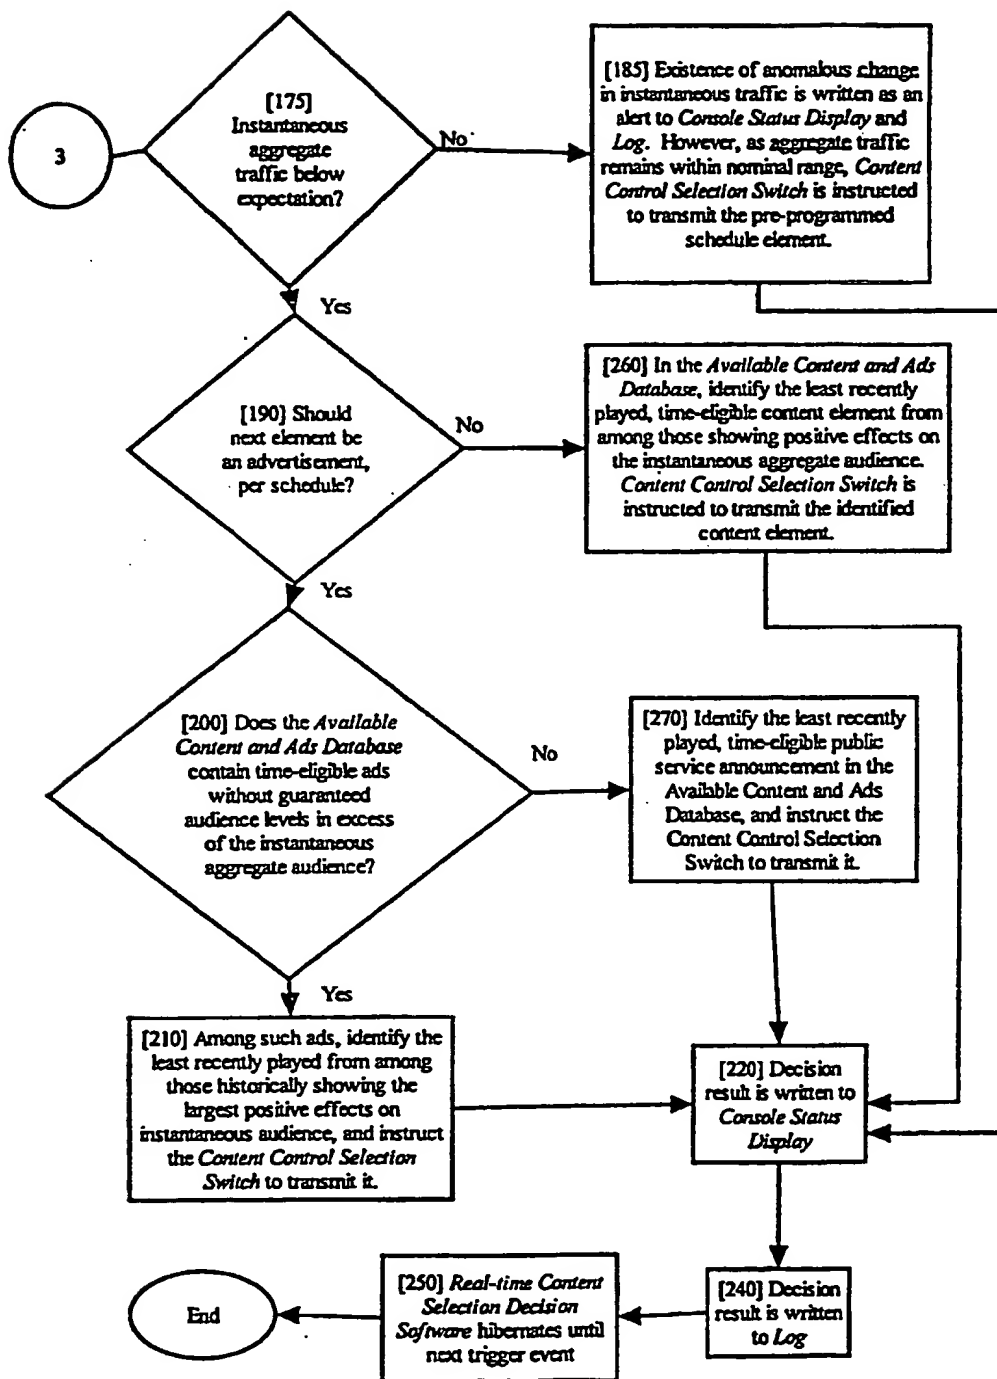 3
[175]
Instantaneous
aggregate
traffic below
expectation?
No
[185] Existence of anomalous change
in instantaneous traffic is written as an
alert to Console Status Display and
Log. However, as aggregate traffic
remains within nominal range, Content
Control Selection Switch is instructed
to transmit the pre-programmed
schedule element.
Yes
[190] Should
next element be
an advertisement,
per schedule?
No
[260] In the Available Content and Ads
Database, identify the least recently
played, time-eligible content element from
among those showing positive effects on
the instantaneous aggregate audience.
Content Control Selection Switch is
instructed to transmit the identified
content element.
Yes
[200] Does the Available
Content and Ads Database
contain time-eligible ads
without guaranteed
audience levels in excess
of the instantaneous
aggregate audience?
No
[270] Identify the least recently
played, time-eligible public
service announcement in the
Available Content and Ads
Database, and instruct the
Content Control Selection
Switch to transmit it.
Yes
[210] Among such ads, identify the
least recently played from among
those historically showing the
largest positive effects on
instantaneous audience, and instruct
the Content Control Selection
Switch to transmit it.
[220] Decision
result is written to
Console Status
Display
[240] Decision
result is written
to Log
[250] Real-time Content
Selection Decision
Software hibernates until
next trigger event
End